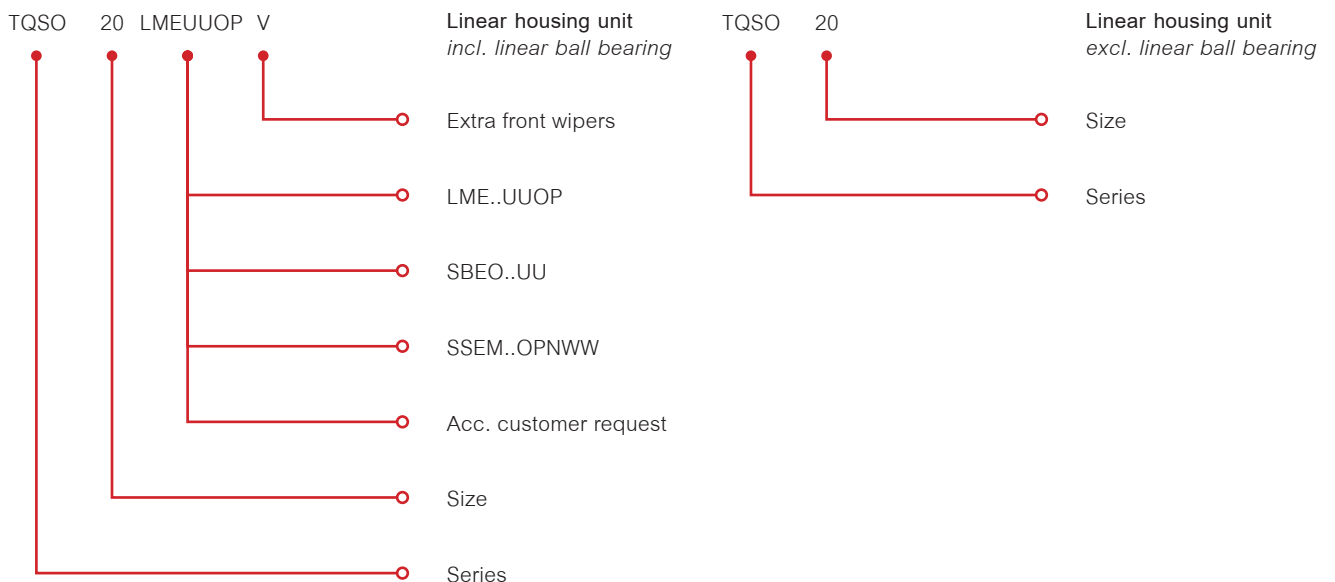 TQSO 20 LMEUUOP V
Linear housing unit
incl. linear ball bearing
Extra front wipers
LME..UUOP
SBEO..UU
SSEM..OPNWW
Acc. customer request
Size
Series
TQSO 20
Linear housing unit
excl. linear ball bearing
Size
Series